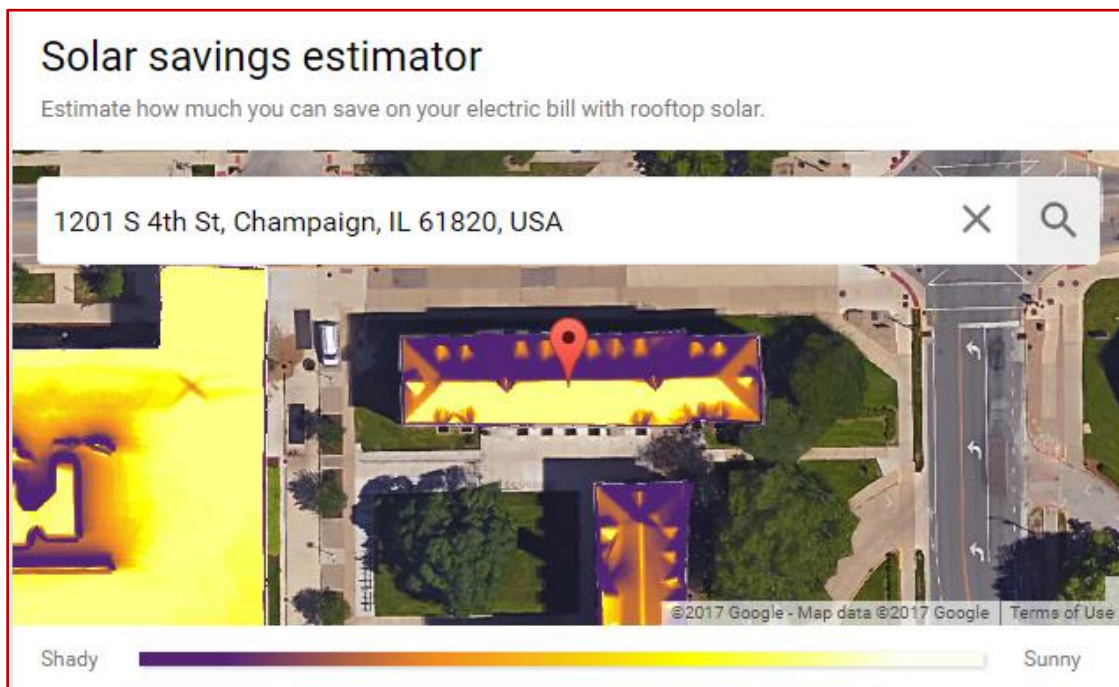 Solar savings estimator
Estimate how much you can save on your electric bill with rooftop solar.
1201 S 4th St, Champaign, IL 61820, USA
©2017 Google - Map data ©2017 Google
Terms of Use
Shady
Sunny